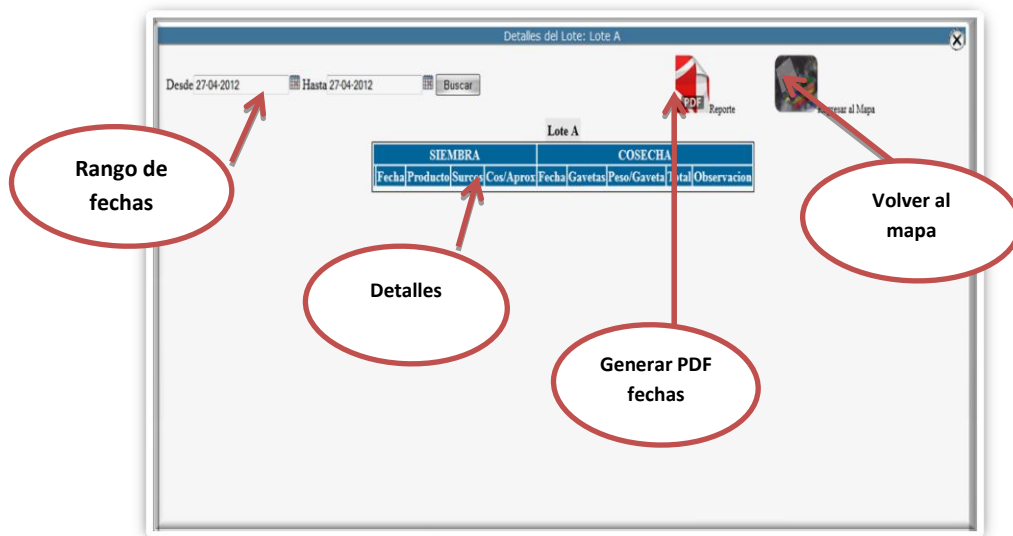 Detalles del Lote: Lote A
Desde 27-04-2012 Hasta 27-04-2012 Buscar
PDF
Reporte
Regresar al Mapa
Lote A
SIEMBRA COSECHA
Fecha Producto Surcos Cos/Aprox Fecha Gavetas Peso/Gaveta Total Observacion
Rango de
fechas
Detalles
Generar PDF
fechas
Volver al
mapa